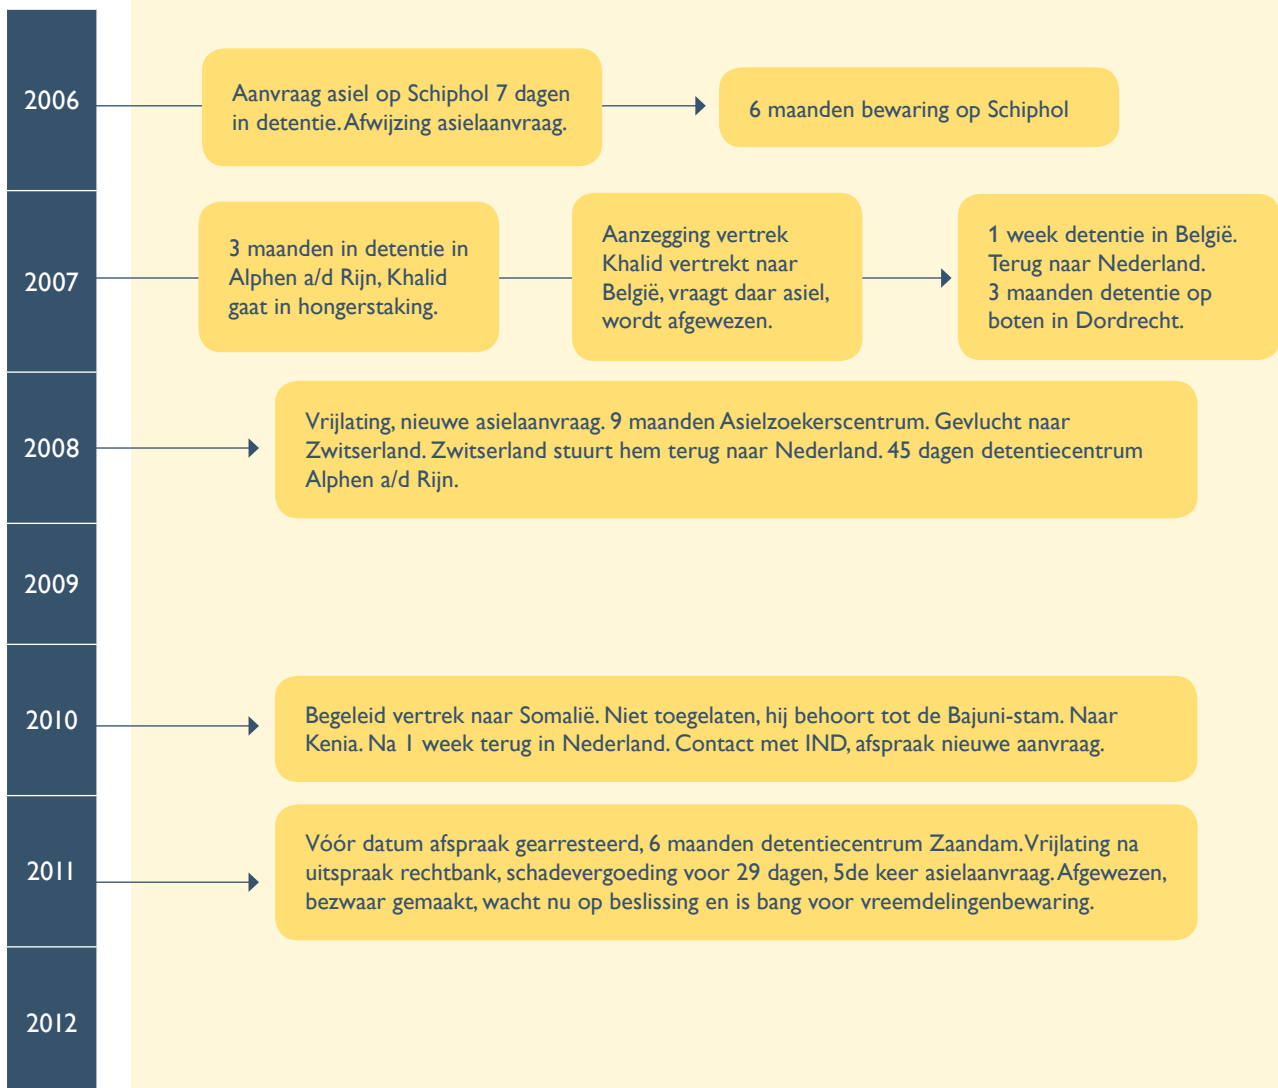 2006
Aanvraag asiel op Schiphol 7 dagen
in detentie. Afwijzing asielaanvraag.
6 maanden bewaring op Schiphol
2007
3 maanden in detentie in
Alphen a/d Rijn, Khalid
gaat in hongerstaking.
Aanzegging vertrek
Khalid vertrekt naar
België, vraagt daar asiel,
wordt afgewezen.
1 week detentie in België.
Terug naar Nederland.
3 maanden detentie op
boten in Dordrecht.
2008
Vrijlating, nieuwe asielaanvraag. 9 maanden Asielzoekerscentrum. Gevlucht naar
Zwitserland. Zwitserland stuurt hem terug naar Nederland. 45 dagen detentiecentrum
Alphen a/d Rijn.
2009
2010
Begeleid vertrek naar Somalië. Niet toegelaten, hij behoort tot de Bajuni-stam. Naar
Kenia. Na 1 week terug in Nederland. Contact met IND, afspraak nieuwe aanvraag.
2011
Vóór datum afspraak gearresteerd, 6 maanden detentiecentrum Zaandam. Vrijlating na
uitspraak rechtbank, schadevergoeding voor 29 dagen, 5de keer asielaanvraag. Afgewezen,
bezwaar gemaakt, wacht nu op beslissing en is bang voor vreemdelingenbewaring.
2012